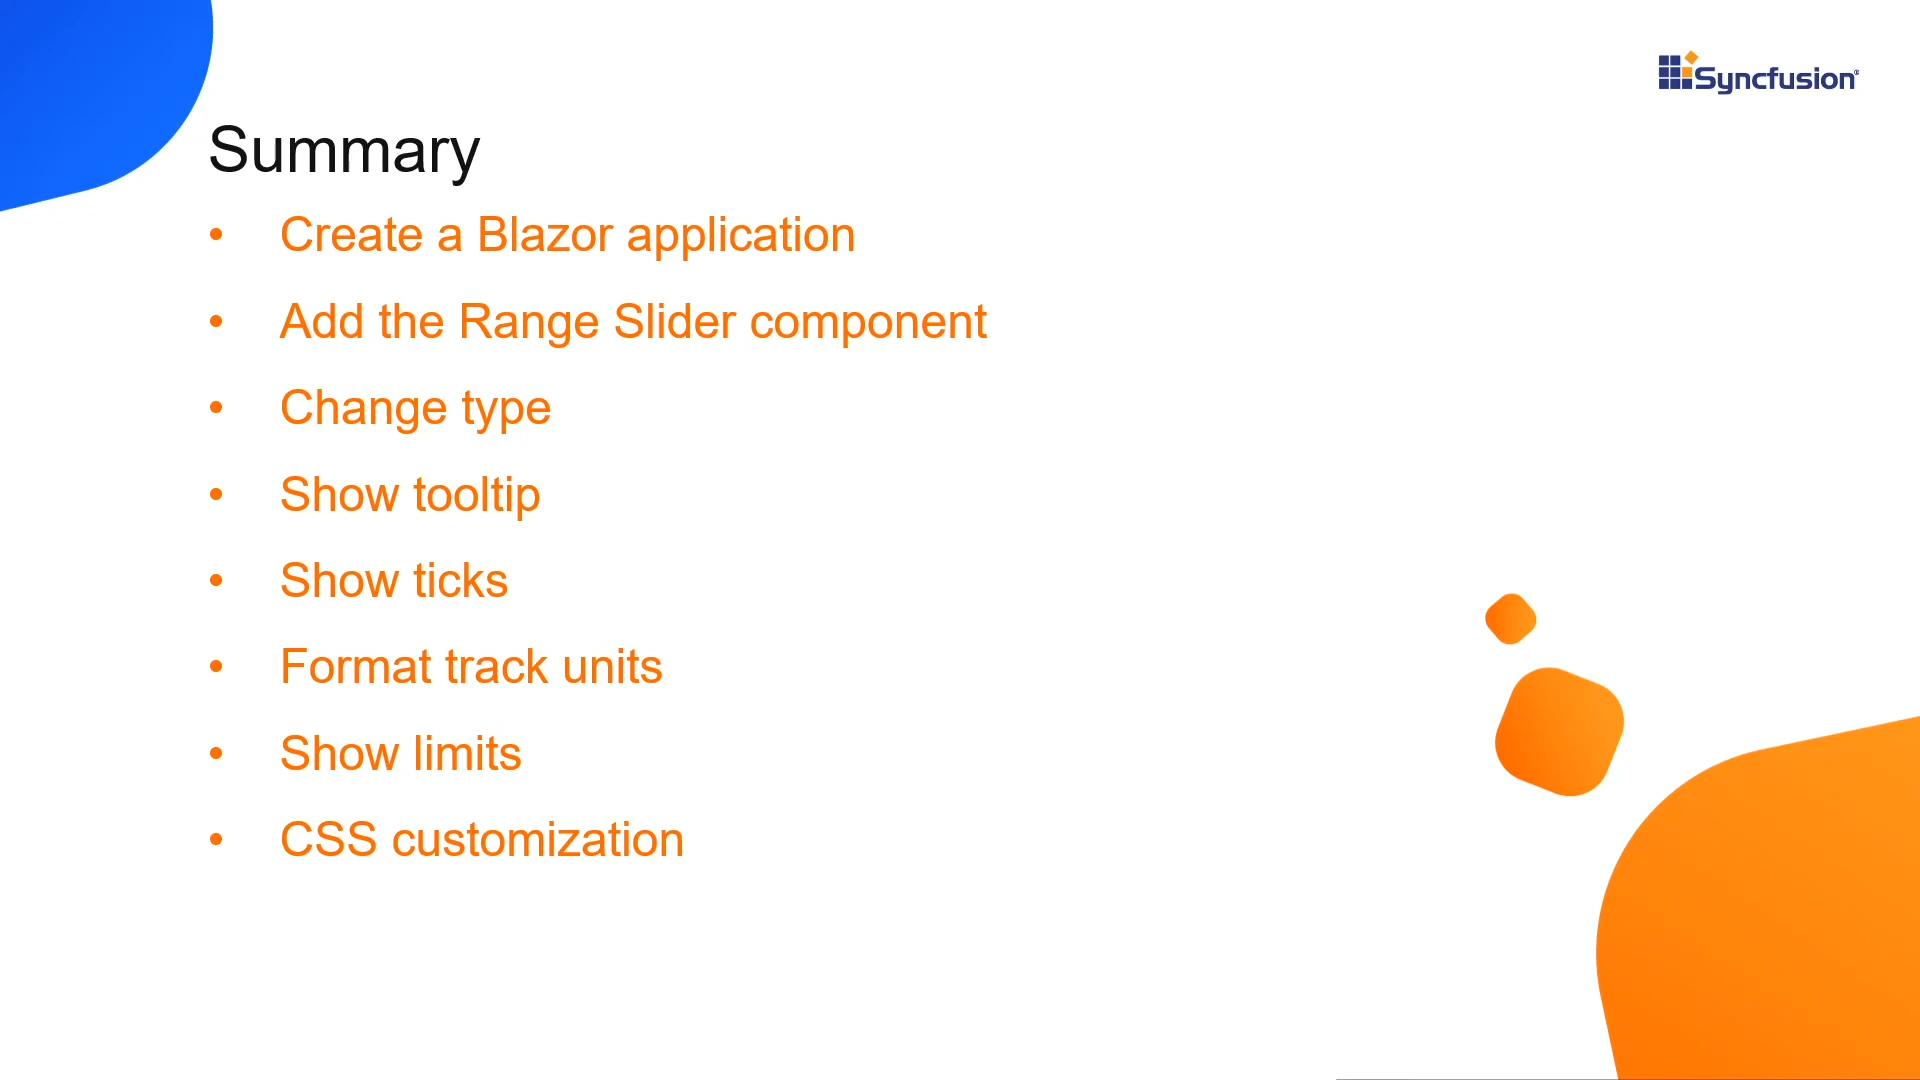 Syncfusion®
Summary
• Create a Blazor application
• Add the Range Slider component
• Change type
• Show tooltip
• Show ticks
• Format track units
• Show limits
• CSS customization